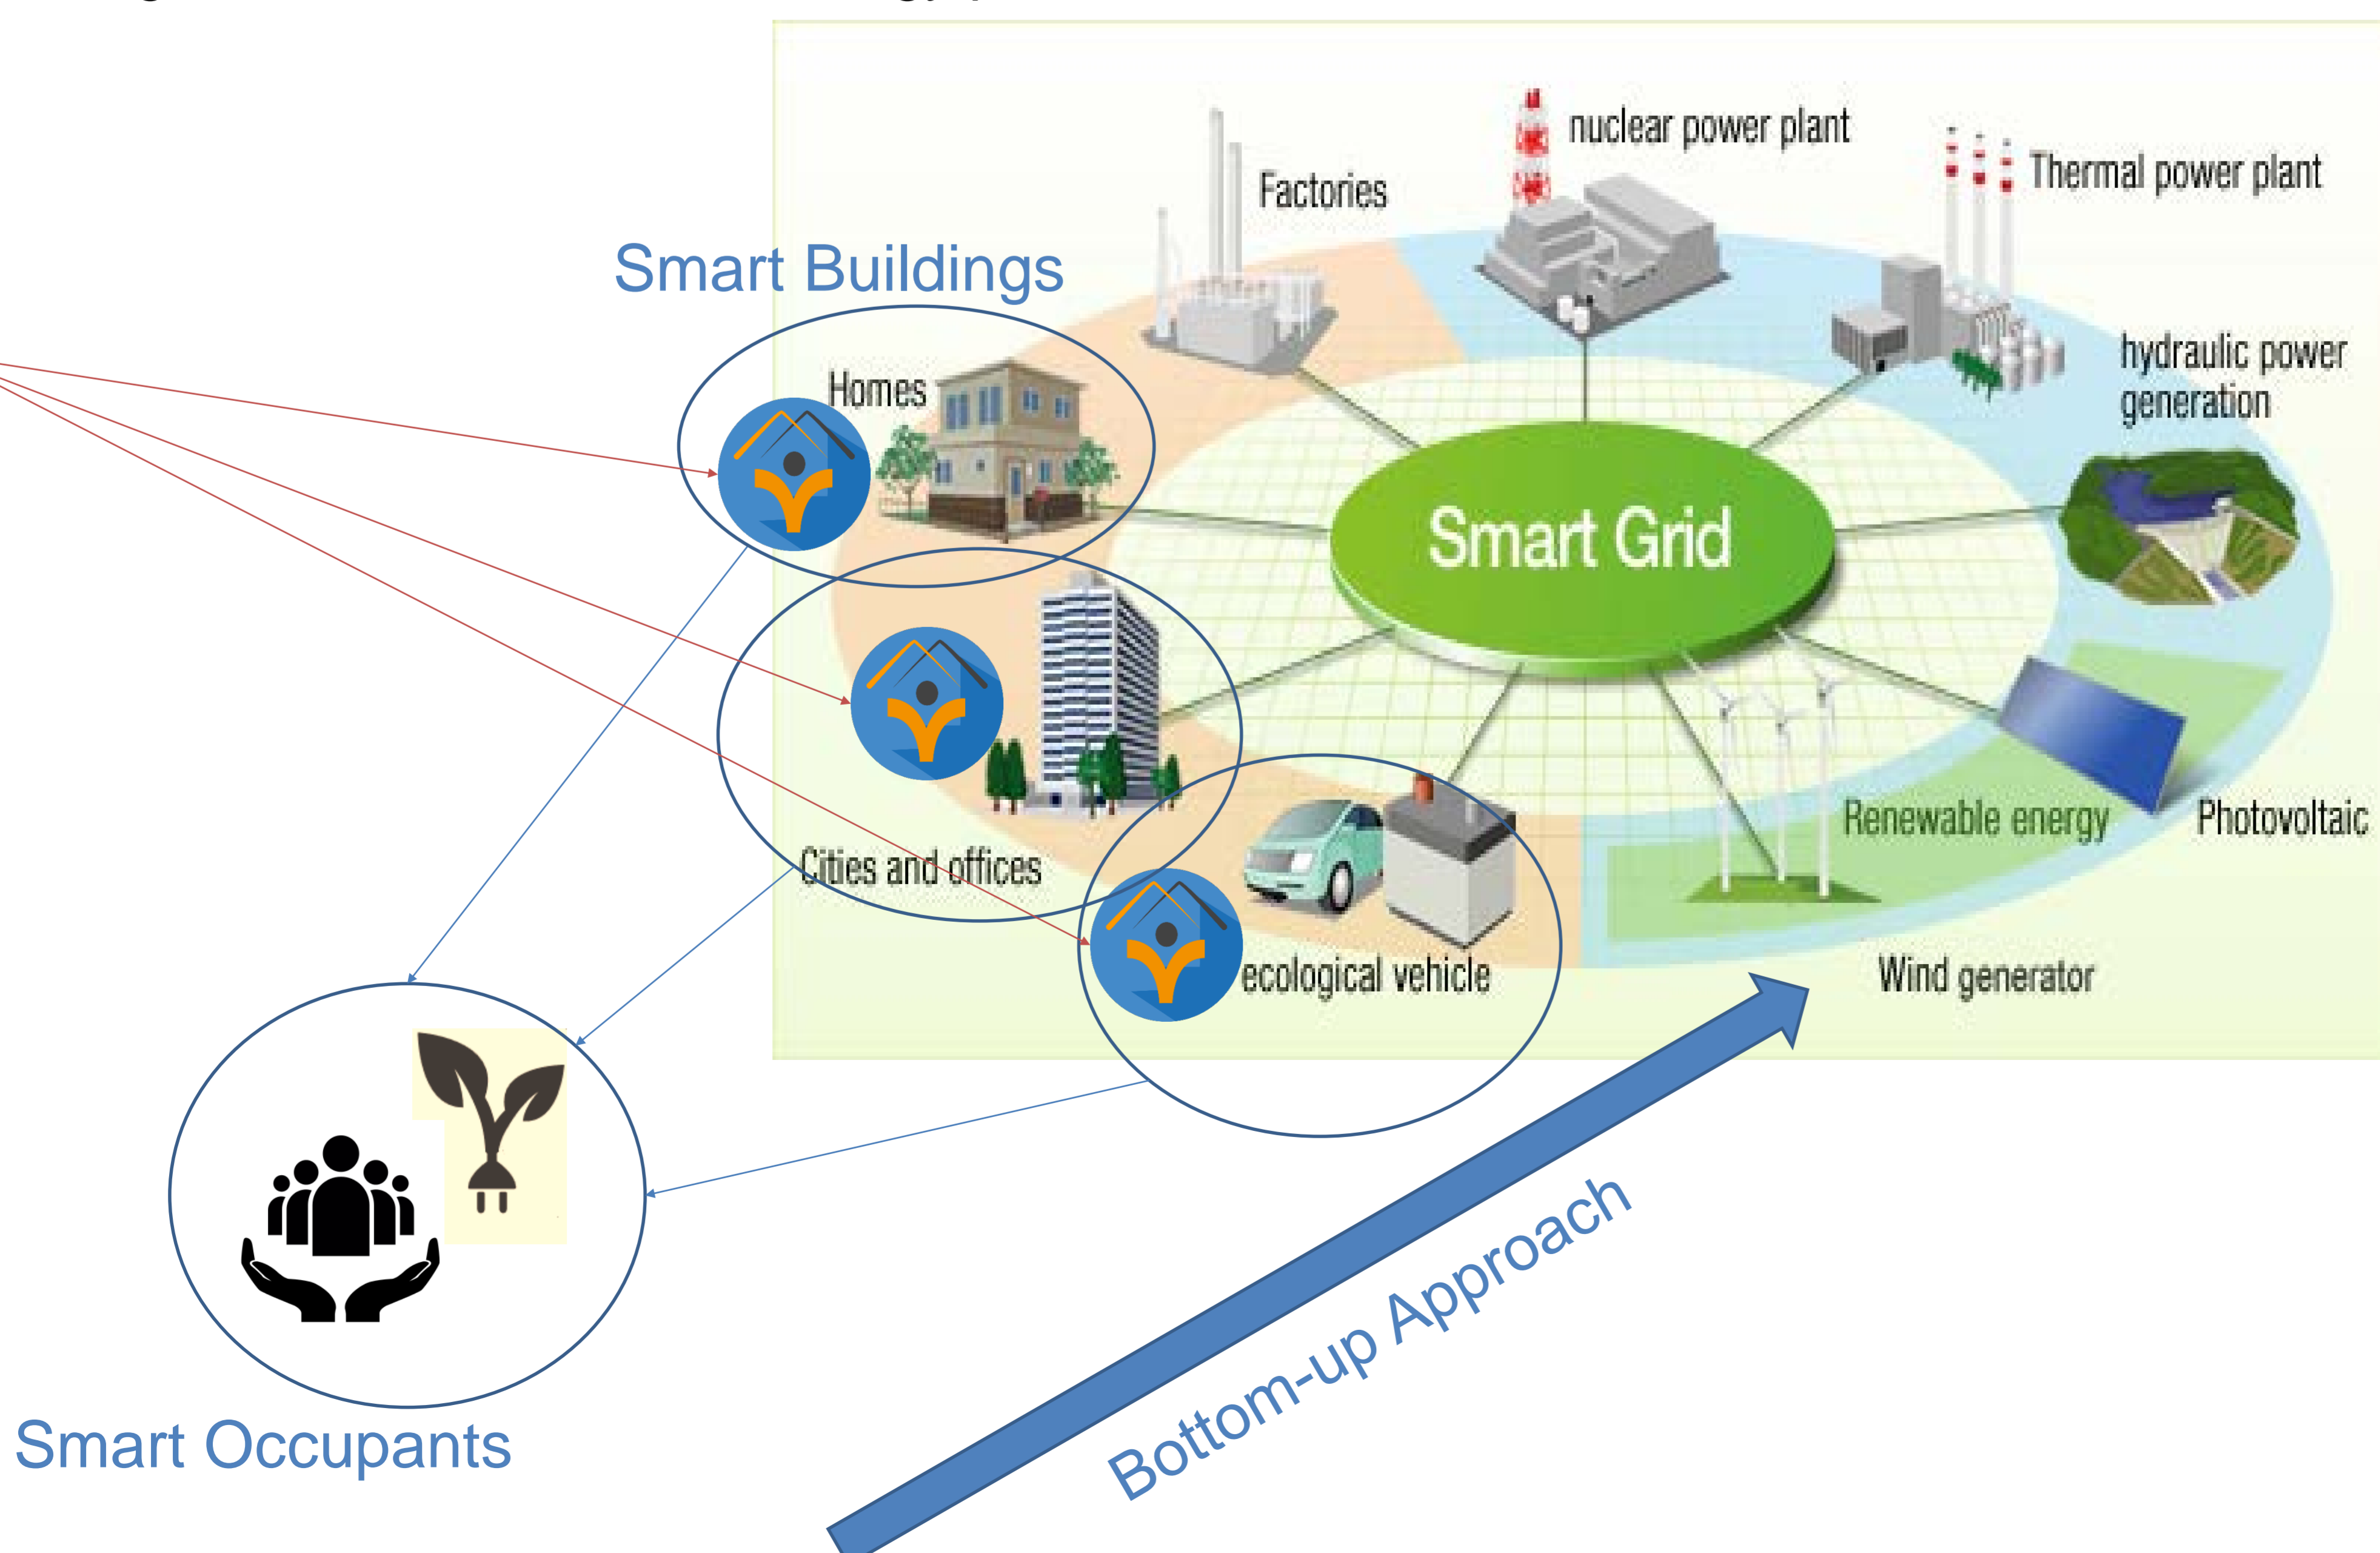 nuclear power plant
Factories
Thermal power plant
Smart Buildings
hydraulic power
generation
Homes
Smart Grid
Renewable energy
Photovoltaic
Cities and offices
ecological vehicle
Wind generator
Bottom-up Approach
Smart Occupants